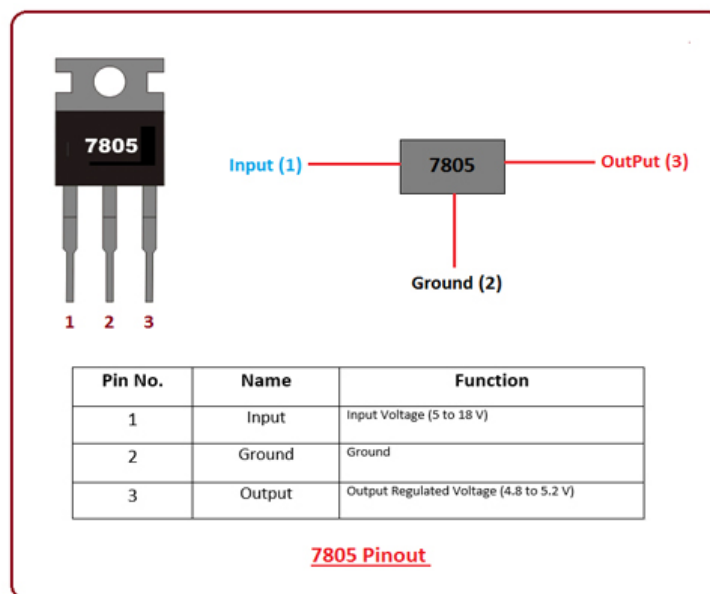 7805
1 2 3
Input (1) 7805 OutPut (3)
Ground (2)
Pin No. Name Function
1 Input Input Voltage (5 to 18 V)
2 Ground Ground
3 Output Output Regulated Voltage (4.8 to 5.2 V)
7805 Pinout